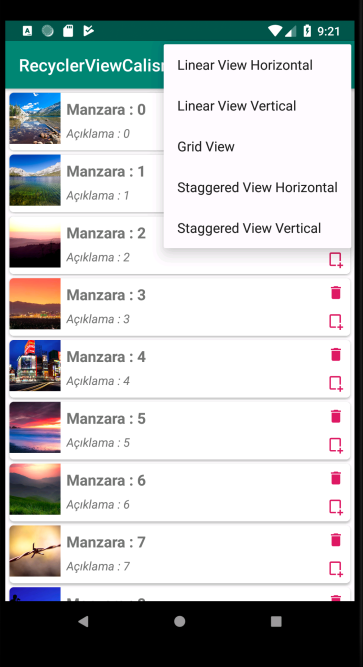 9:21
RecyclerViewCalış
Linear View Horizontal
Linear View Vertical
Grid View
Staggered View Horizontal
Staggered View Vertical
Manzara : 0
Açıklama : 0
Manzara : 1
Açıklama : 1
Manzara : 2
Açıklama : 2
Manzara : 3
Açıklama : 3
Manzara : 4
Açıklama : 4
Manzara : 5
Açıklama : 5
Manzara : 6
Açıklama : 6
Manzara : 7
Açıklama : 7